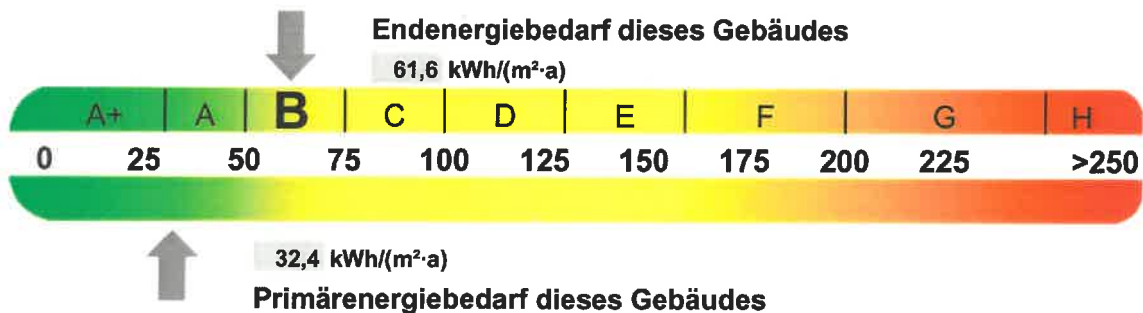 Endenergiebedarf dieses Gebäudes
61,6 kWh/(m²·a)
A+ A B C D E F G H
0 25 50 75 100 125 150 175 200 225 >250
32,4 kWh/(m²·a)
Primärenergiebedarf dieses Gebäudes